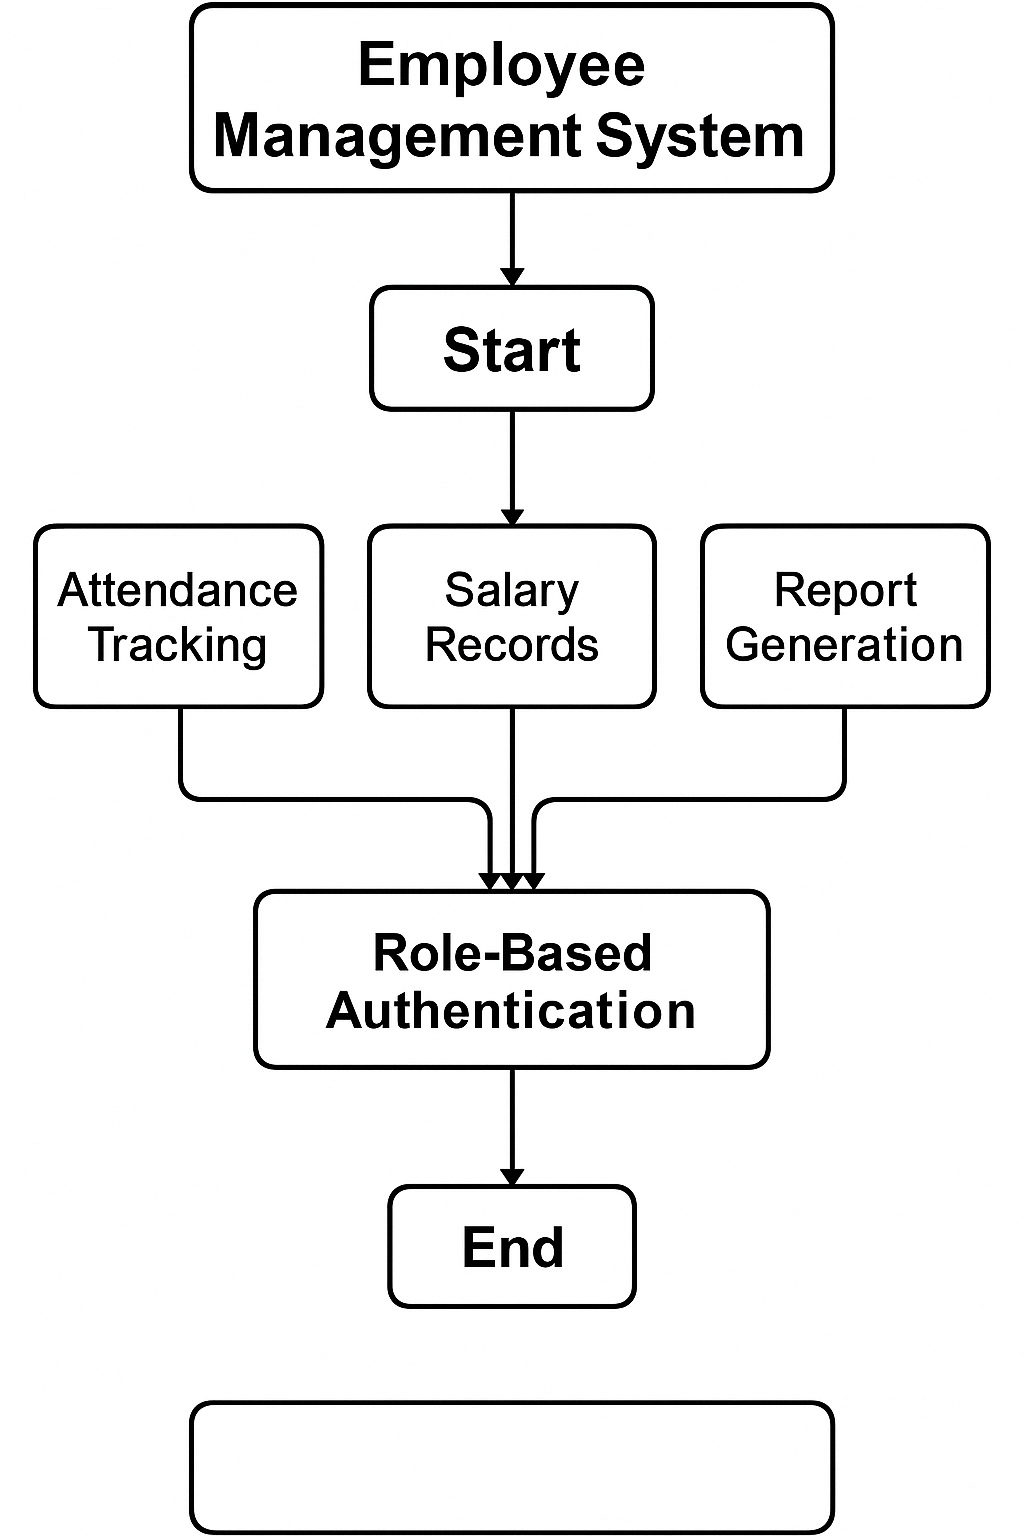 Employee
Management System
Start
Attendance
Tracking
Salary
Records
Report
Generation
Role-Based
Authentication
End